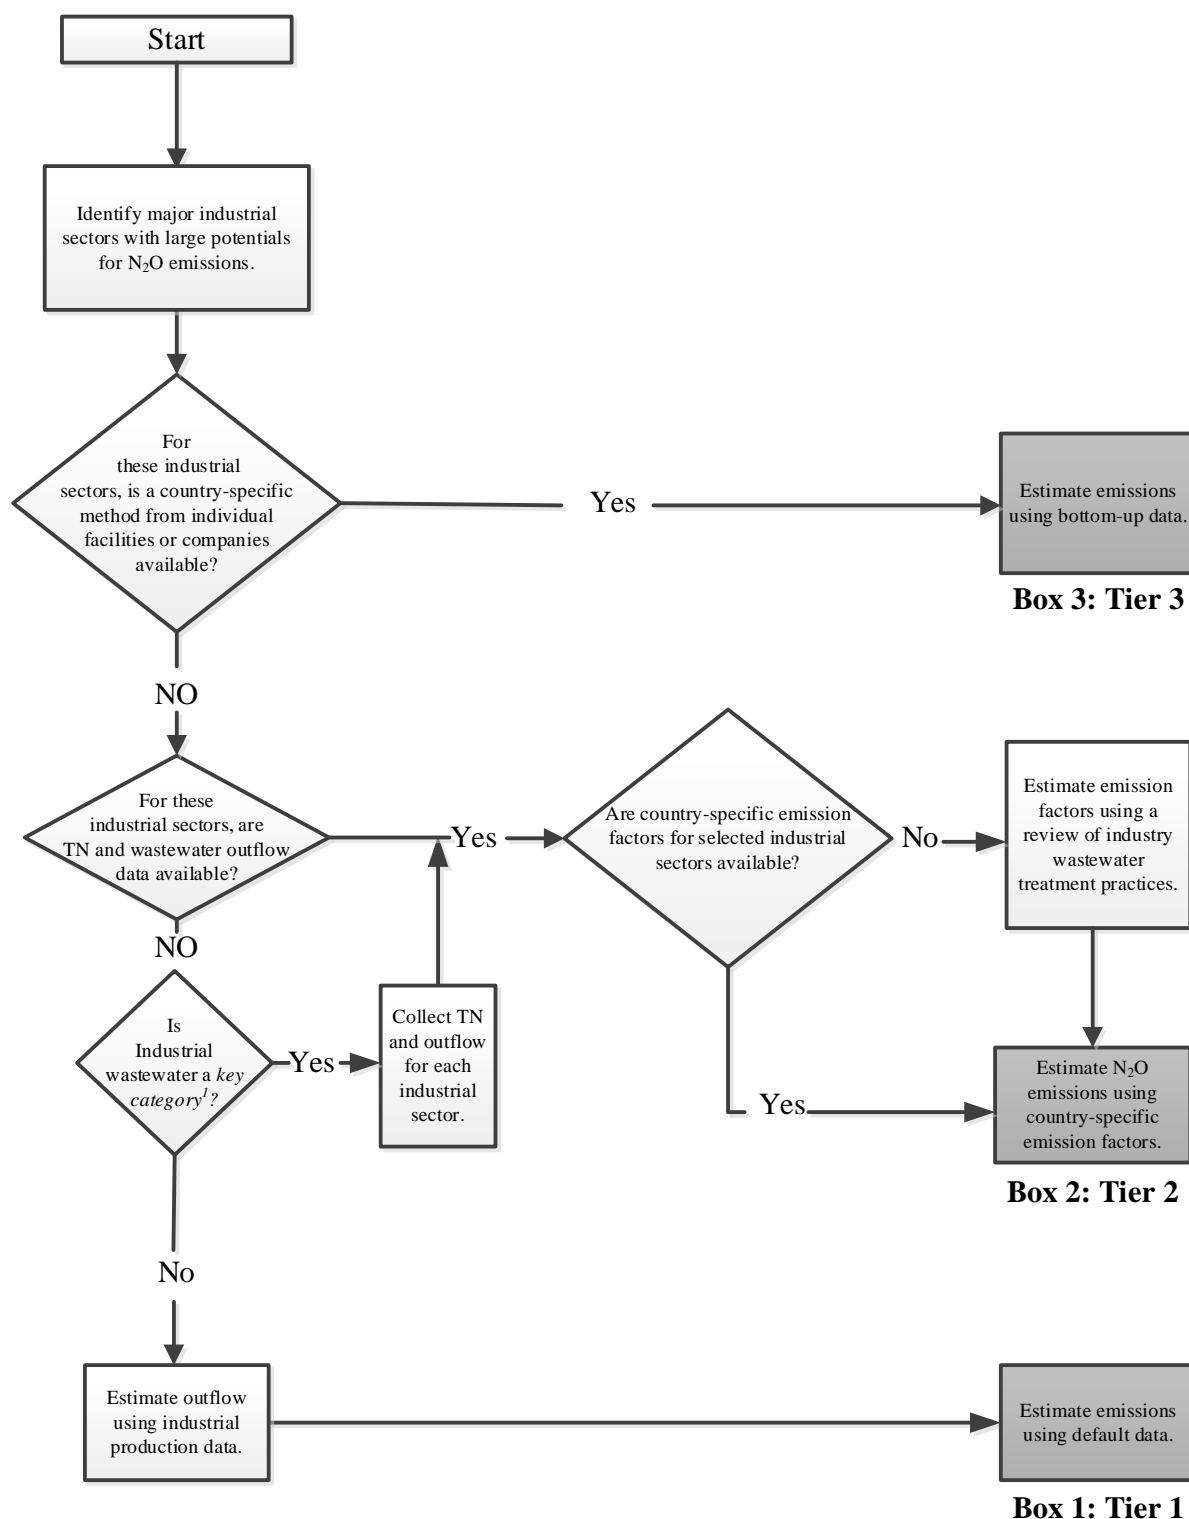 Start
Identify major industrial
sectors with large potentials
for N₂O emissions.
For
these industrial
sectors, is a country-specific
method from individual
facilities or companies
available?
Yes
Estimate emissions
using bottom-up data.
Box 3: Tier 3
NO
For these
industrial sectors, are
TN and wastewater outflow
data available?
Yes
Are country-specific emission
factors for selected industrial
sectors available?
No
Estimate emission
factors using a
review of industry
wastewater
treatment practices.
NO
Is
Industrial
wastewater a key
category¹?
Yes
Collect TN
and outflow
for each
industrial
sector.
Yes
Estimate N₂O
emissions using
country-specific
emission factors.
Box 2: Tier 2
No
Estimate outflow
using industrial
production data.
Estimate emissions
using default data.
Box 1: Tier 1